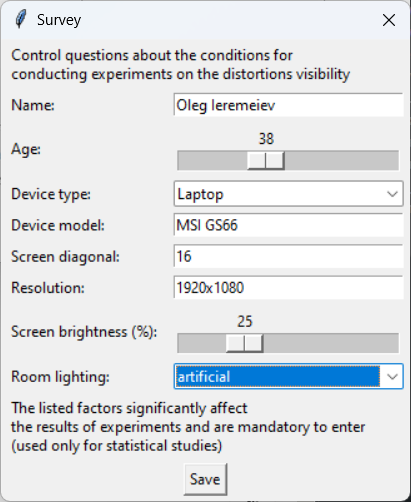 Survey
Control questions about the conditions for
conducting experiments on the distortions visibility
Name: Oleg Ieremeiev
Age: 38
Device type: Laptop
Device model: MSI GS66
Screen diagonal: 16
Resolution: 1920x1080
Screen brightness (%): 25
Room lighting: artificial
The listed factors significantly affect
the results of experiments and are mandatory to enter
(used only for statistical studies)
Save